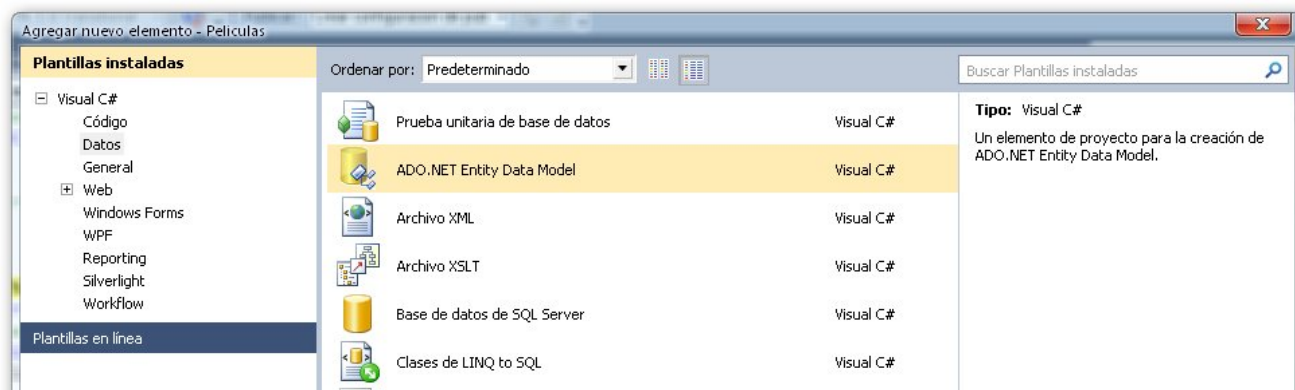 Agregar nuevo elemento - Peliculas
Plantillas instaladas
Visual C#
Código
Datos
General
Web
Windows Forms
WPF
Reporting
Silverlight
Workflow
Plantillas en línea
Ordenar por: Predeterminado
Prueba unitaria de base de datos Visual C#
ADO.NET Entity Data Model Visual C#
Archivo XML Visual C#
Archivo XSLT Visual C#
Base de datos de SQL Server Visual C#
Clases de LINQ to SQL Visual C#
Buscar Plantillas instaladas
Tipo: Visual C#
Un elemento de proyecto para la creación de
ADO.NET Entity Data Model.